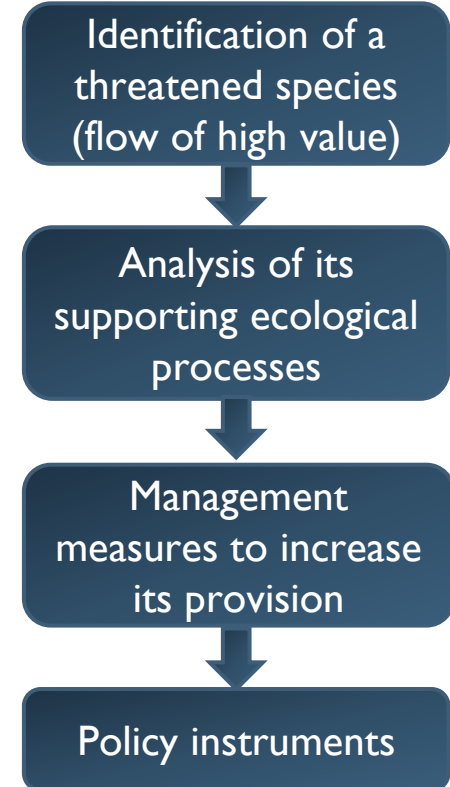 Identification of a
threatened species
(flow of high value)
Analysis of its
supporting ecological
processes
Management
measures to increase
its provision
Policy instruments